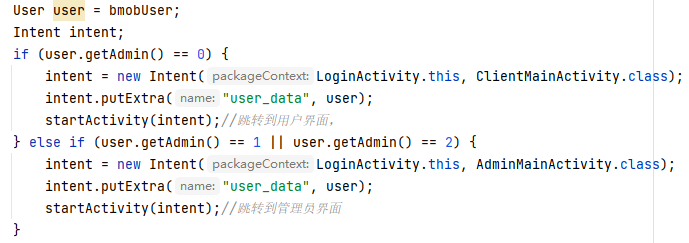 User user = bmobUser;
Intent intent;
if (user.getAdmin() == 0) {
    intent = new Intent( packageContext: LoginActivity.this, ClientMainActivity.class);
    intent.putExtra( name: "user_data", user);
    startActivity(intent);//跳转到用户界面，
} else if (user.getAdmin() == 1 || user.getAdmin() == 2) {
    intent = new Intent( packageContext: LoginActivity.this, AdminMainActivity.class);
    intent.putExtra( name: "user_data", user);
    startActivity(intent);//跳转到管理员界面
}